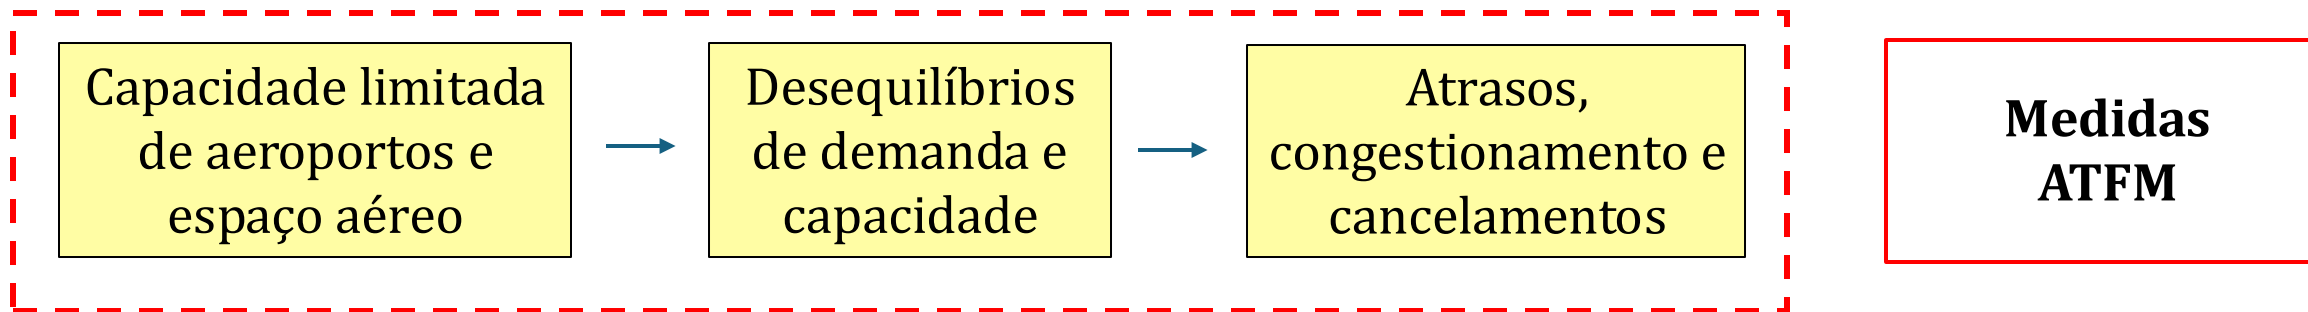 Capacidade limitada
de aeroportos e
espaço aéreo
Desequilíbrios
de demanda e
capacidade
Atrasos,
congestionamento e
cancelamentos
Medidas
ATFM